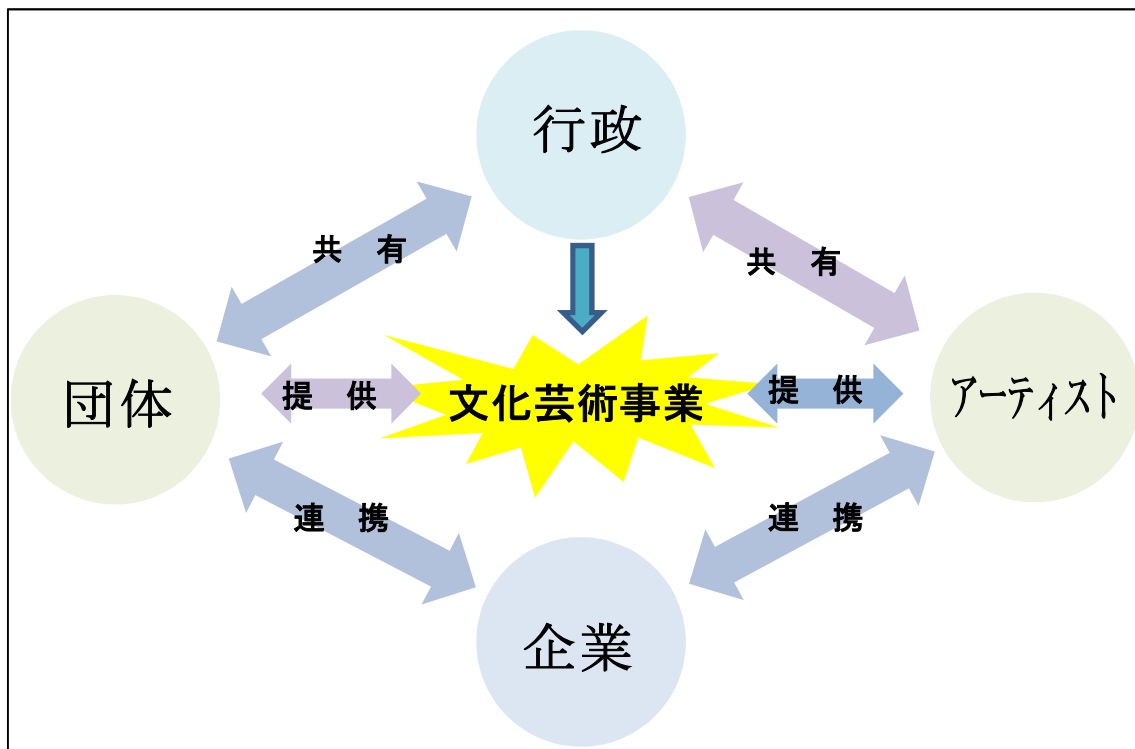 行政
共 有
共 有
団体
提 供
文化芸術事業
提 供
アーティスト
連 携
連 携
企業